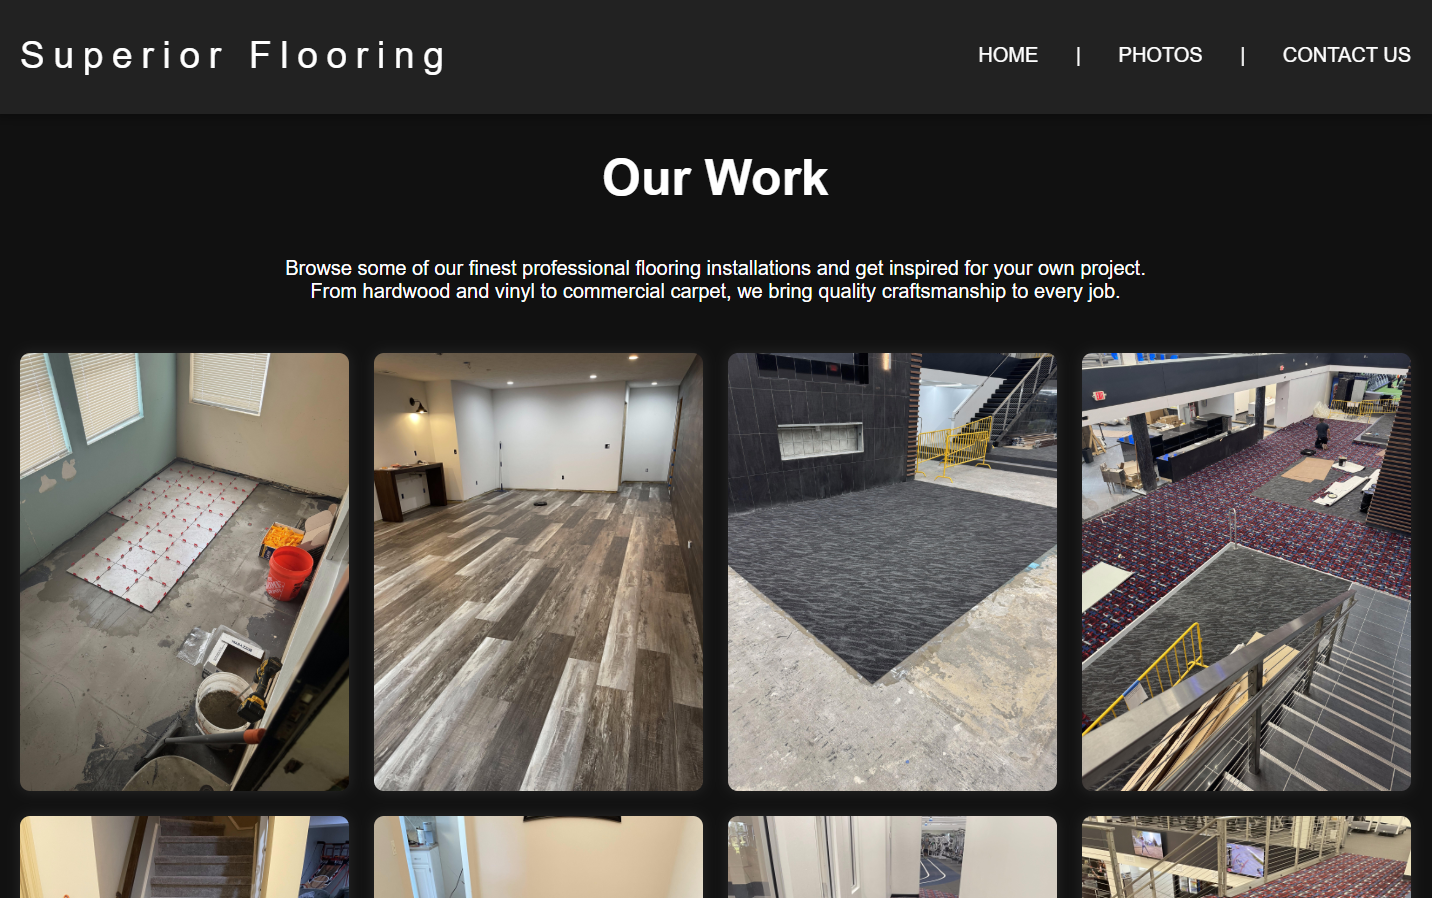 Superior Flooring
HOME | PHOTOS | CONTACT US
Our Work
Browse some of our finest professional flooring installations and get inspired for your own project.
From hardwood and vinyl to commercial carpet, we bring quality craftsmanship to every job.